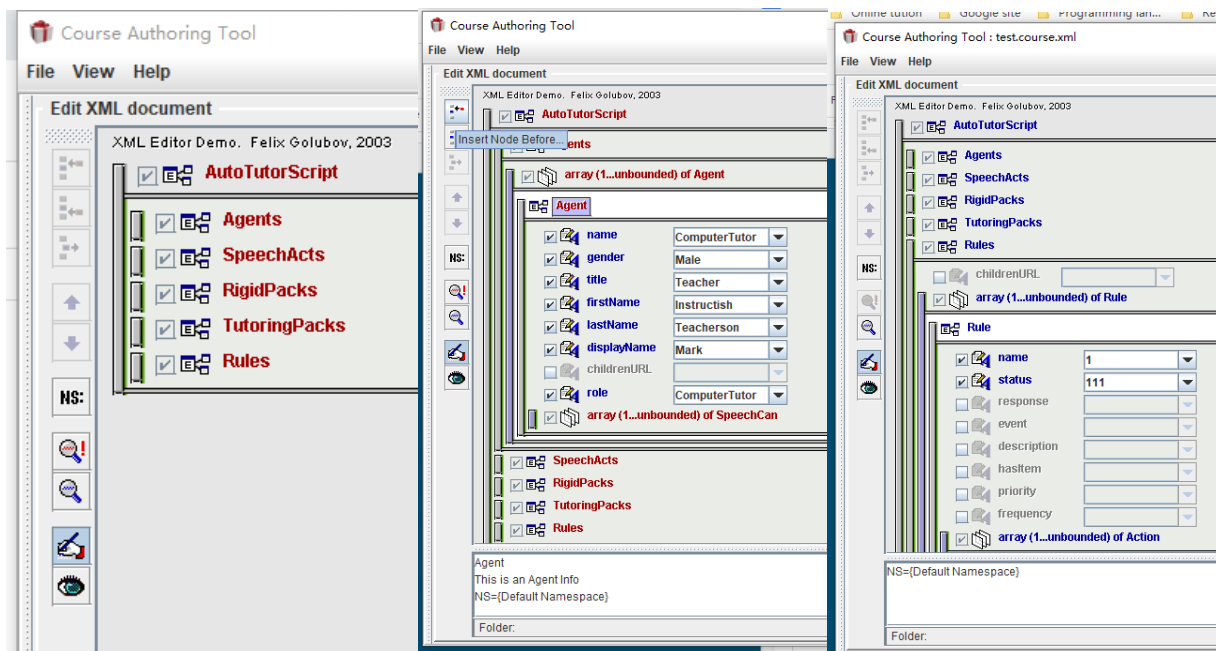 Course Authoring Tool
File View Help
Edit XML document
XML Editor Demo. Felix Golubov, 2003
AutoTutorScript
Agents
SpeechActs
RigidPacks
TutoringPacks
Rules
NS:
Course Authoring Tool
File View Help
Edit XML document
XML Editor Demo. Felix Golubov, 2003
AutoTutorScript
Insert Node Before...
ents
array (1...unbounded) of Agent
Agent
name ComputerTutor
gender Male
title Teacher
firstName Instructish
lastName Teacherson
displayName Mark
childrenURL
role ComputerTutor
array (1...unbounded) of SpeechCan
SpeechActs
RigidPacks
TutoringPacks
Rules
NS:
Agent
This is an Agent Info
NS={Default Namespace}
Folder:
Online tution Google site Programming lan... Re
Course Authoring Tool : test.course.xml
File View Help
Edit XML document
XML Editor Demo. Felix Golubov, 2003
AutoTutorScript
Agents
SpeechActs
RigidPacks
TutoringPacks
Rules
NS:
childrenURL
array (1...unbounded) of Rule
Rule
name 1
status 111
response
event
description
hasItem
priority
frequency
array (1...unbounded) of Action
NS={Default Namespace}
Folder: